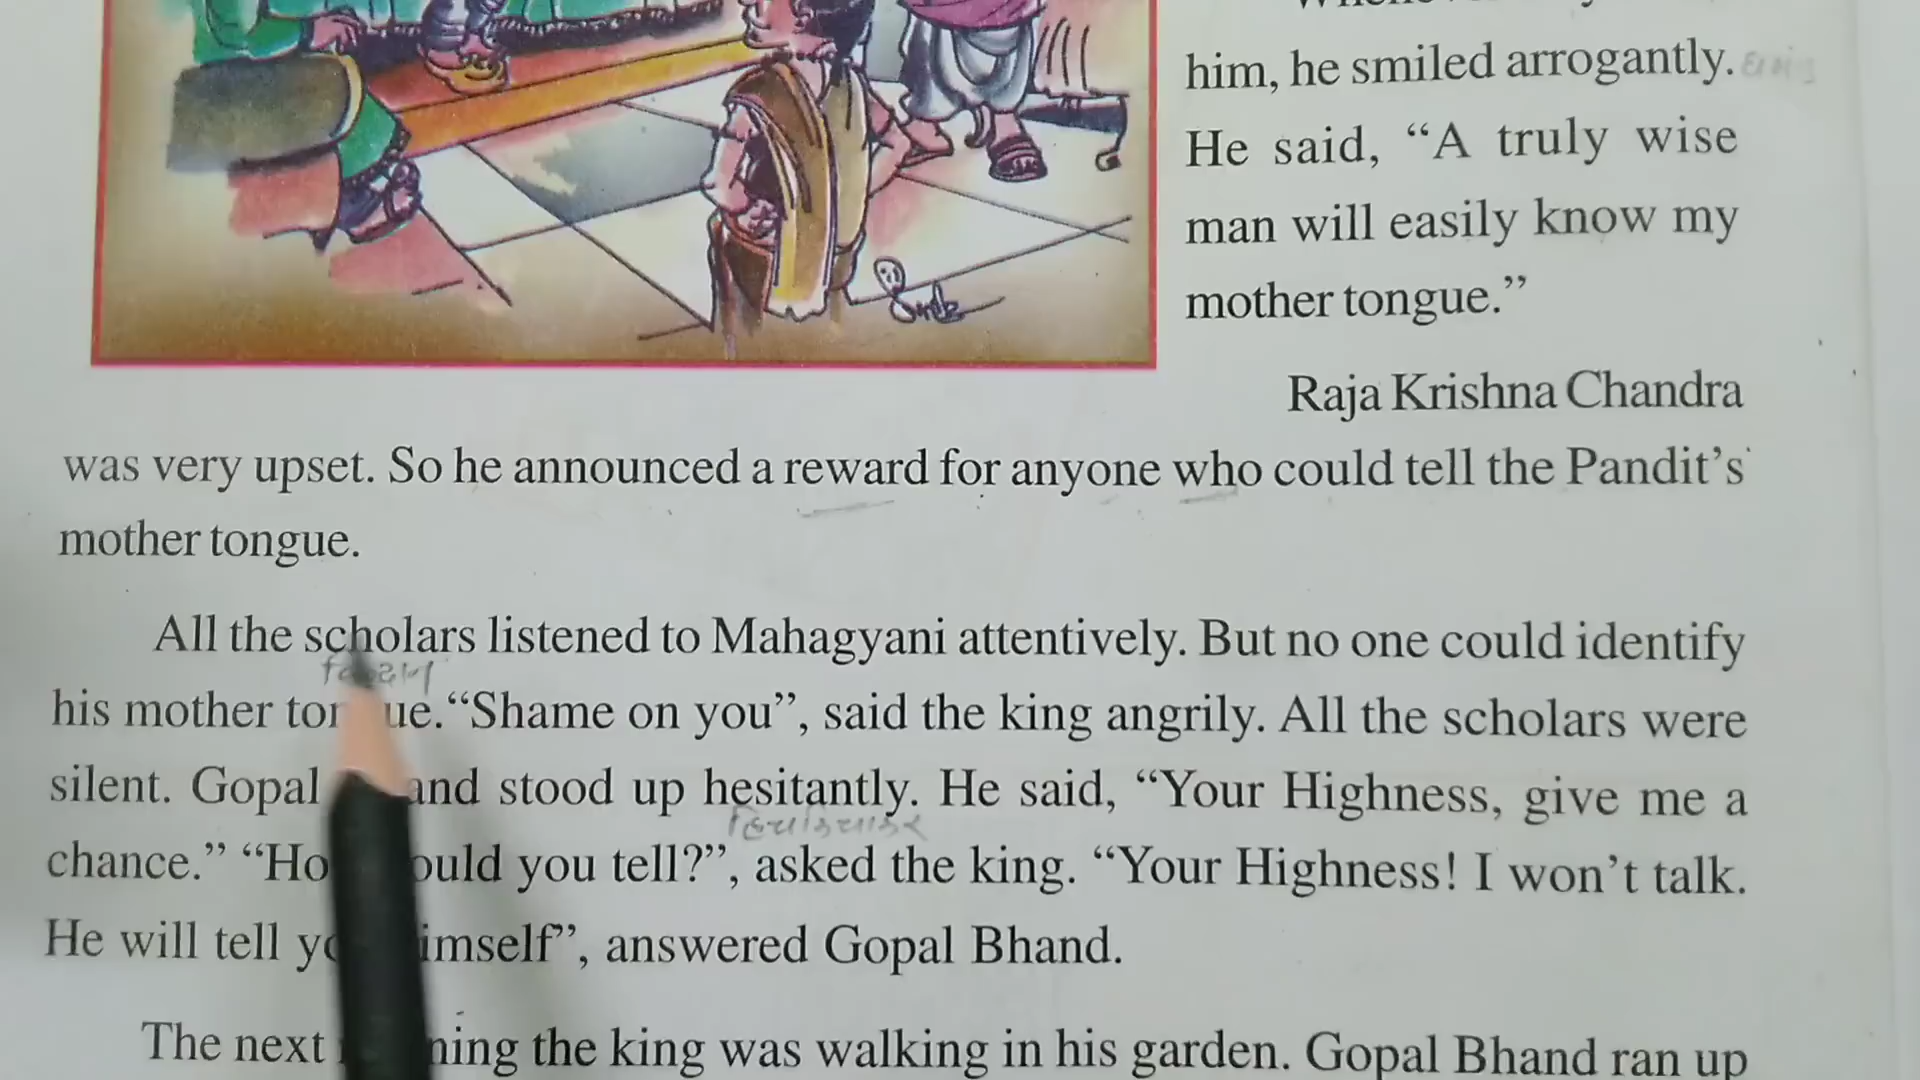 him, he smiled arrogantly.
He said, “A truly wise
man will easily know my
mother tongue.”
Raja Krishna Chandra
was very upset. So he announced a reward for anyone who could tell the Pandit’s
mother tongue.
All the scholars listened to Mahagyani attentively. But no one could identify
his mother ue.“Shame on you”, said the king angrily. All the scholars were
silent. Gopal and stood up hesitantly. He said, “Your Highness, give me a
हिचकिचाकर
chance.” “Ho ould you tell?”, asked the king. “Your Highness! I won’t talk.
He will tell imself”, answered Gopal Bhand.
The next ning the king was walking in his garden. Gopal Bhand ran up